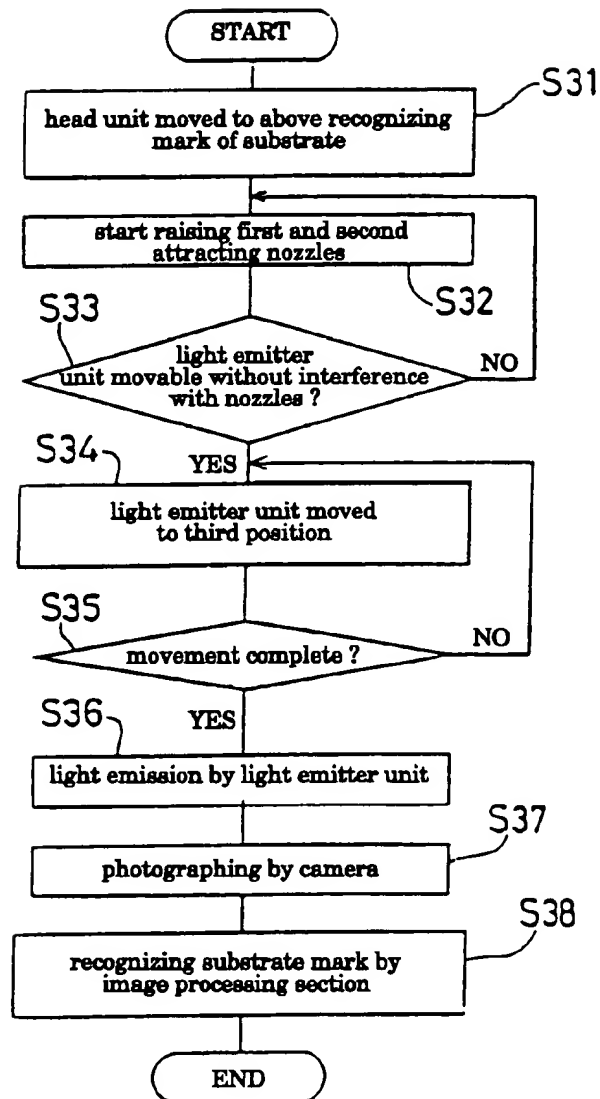 START
S31
head unit moved to above recognizing
mark of substrate
start raising first and second
attracting nozzles
S32
S33
light emitter
unit movable without interference
with nozzles ?
NO
YES
S34
light emitter unit moved
to third position
S35
movement complete ?
NO
YES
S36
light emission by light emitter unit
S37
photographing by camera
S38
recognizing substrate mark by
image processing section
END